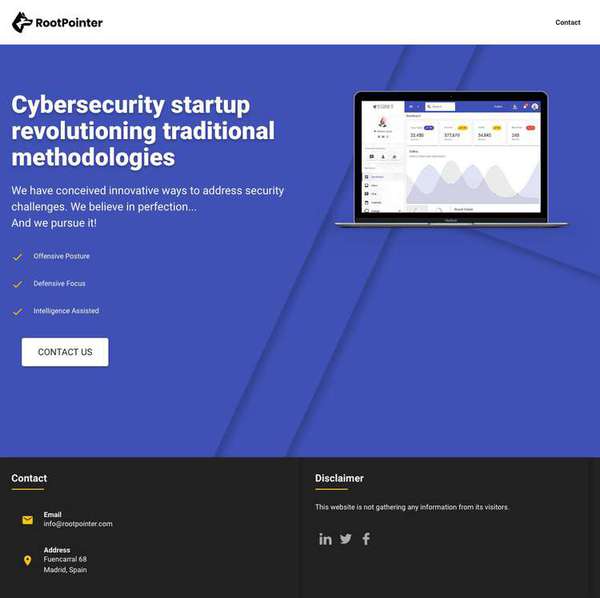 RootPointer
Contact
Cybersecurity startup
revolutioning traditional
methodologies
We have conceived innovative ways to address security
challenges. We believe in perfection...
And we pursue it!
Offensive Posture
Defensive Focus
Intelligence Assisted
CONTACT US
Contact
Email
info@rootpointer.com
Address
Fuencarral 68
Madrid, Spain
Disclaimer
This website is not gathering any information from its visitors.